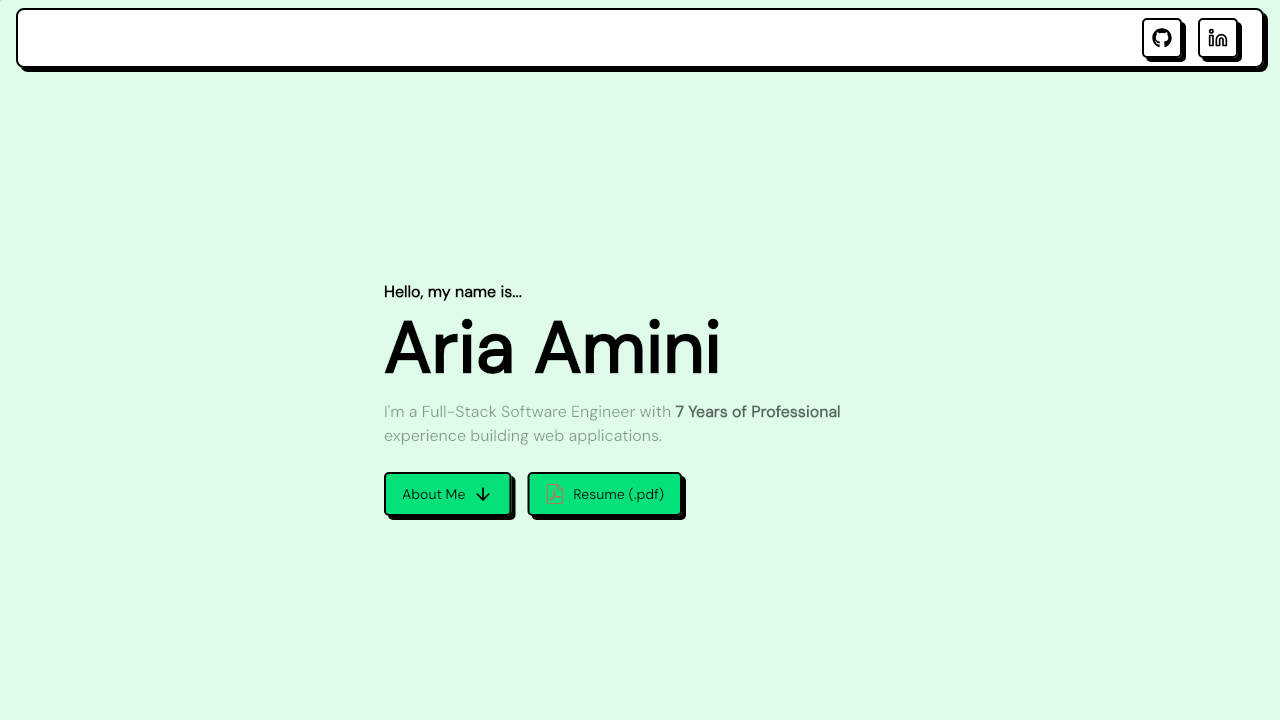 Hello, my name is...
Aria Amini
I'm a Full-Stack Software Engineer with 7 Years of Professional
experience building web applications.
About Me
Resume (.pdf)